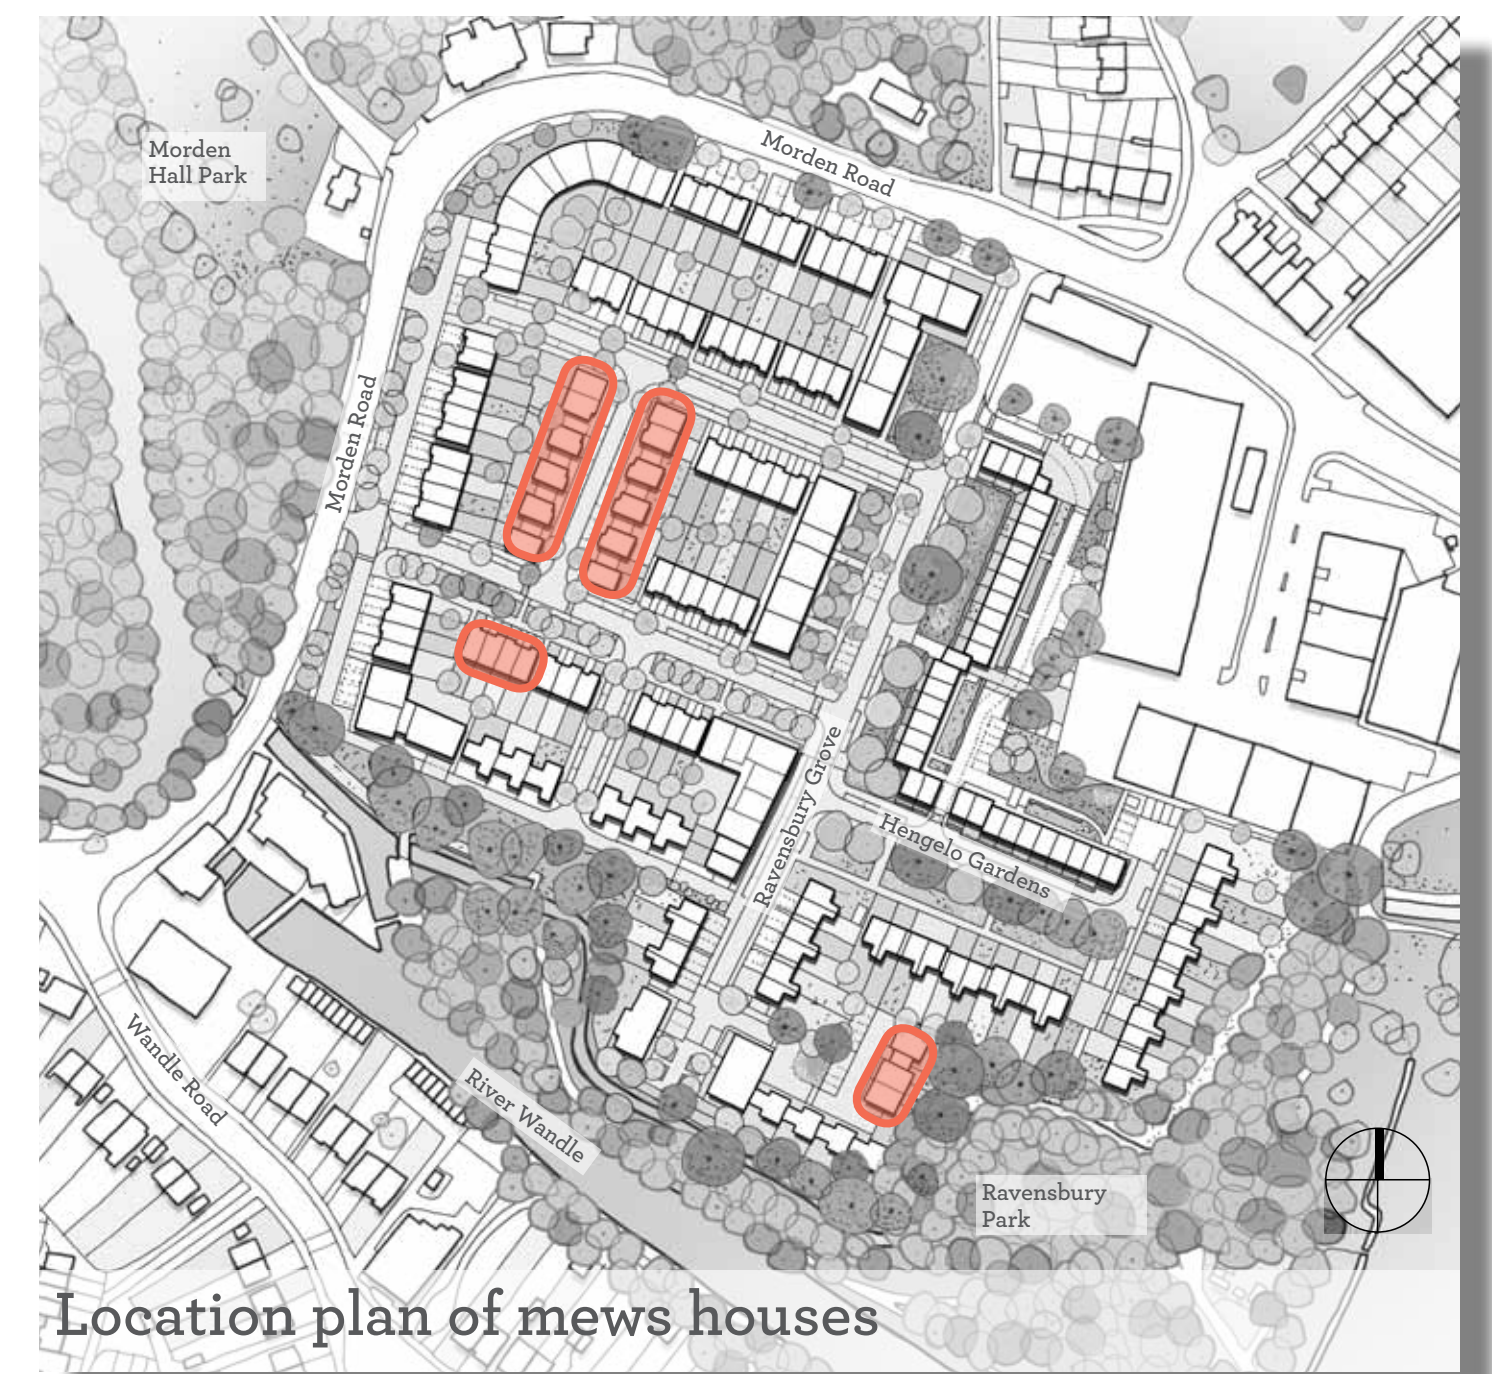 Morden
Hall Park
Morden Road
Morden Road
Ravensbury Grove
Hengelo Gardens
Wandle Road
River Wandle
Ravensbury
Park
Location plan of mews houses